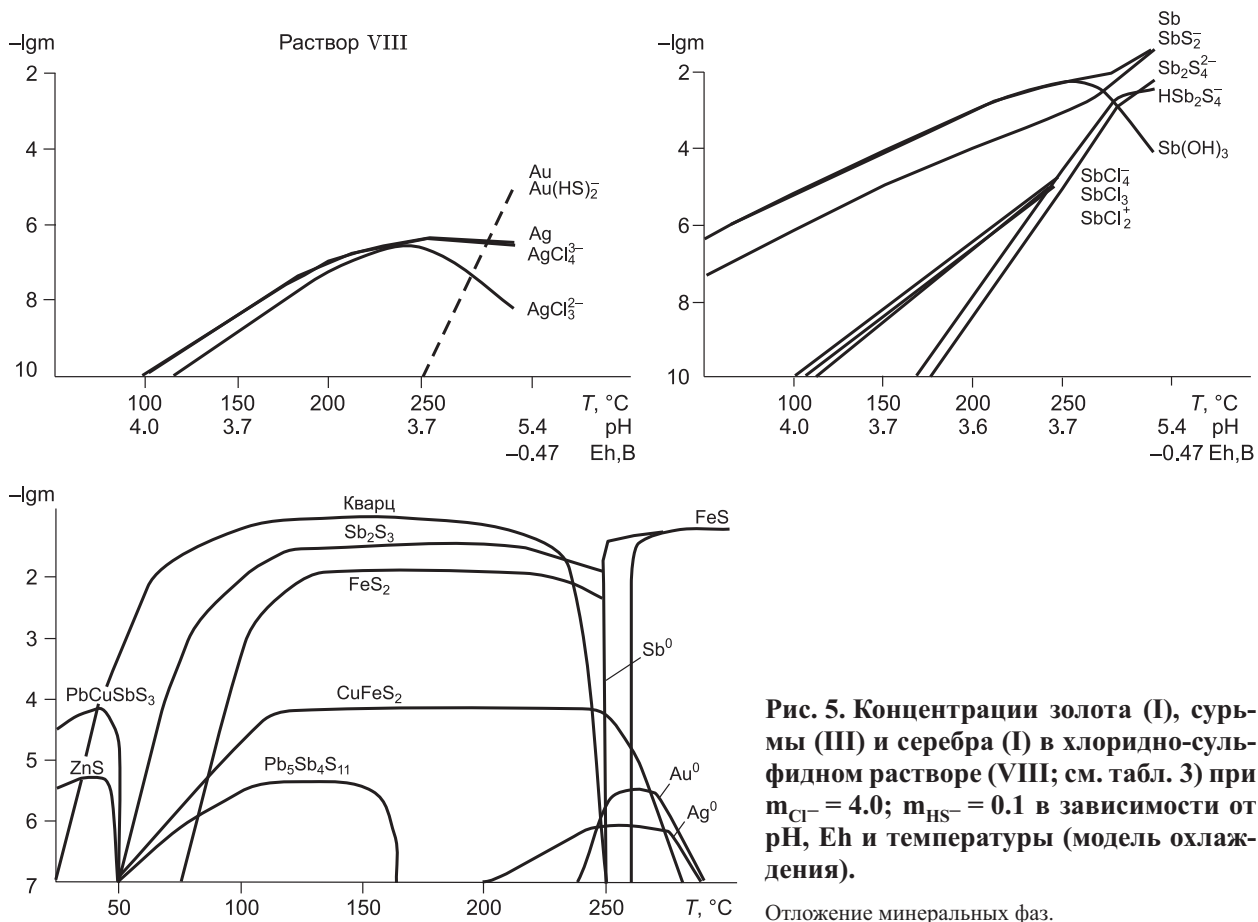 –lgm
Раствор VIII
2
4
6
8
10
Au
Au(HS)₂⁻
Ag
AgCl₄³⁻
AgCl₃²⁻
100 150 200 250 T, °C
4.0 3.7 3.7 5.4 pH
–0.47 Eh,В
–lgm
2
4
6
8
10
Sb
SbS₂⁻
Sb₂S₄²⁻
HSb₂S₄⁻
Sb(OH)₃
SbCl₄⁻
SbCl₃
SbCl₂⁺
100 150 200 250 T, °C
4.0 3.7 3.6 3.7 5.4 pH
–0.47 Eh,В
–lgm
2
3
4
5
6
7
Кварц
Sb₂S₃
FeS₂
FeS
Sb⁰
PbCuSbS₃
CuFeS₂
ZnS
Pb₅Sb₄S₁₁
Au⁰
Ag⁰
50 100 150 200 250 T, °C
Рис. 5. Концентрации золота (I), сурь-
мы (III) и серебра (I) в хлоридно-суль-
фидном растворе (VIII; см. табл. 3) при
m_Cl⁻ = 4.0; m_HS⁻ = 0.1 в зависимости от
pH, Eh и температуры (модель охлаж-
дения).
Отложение минеральных фаз.